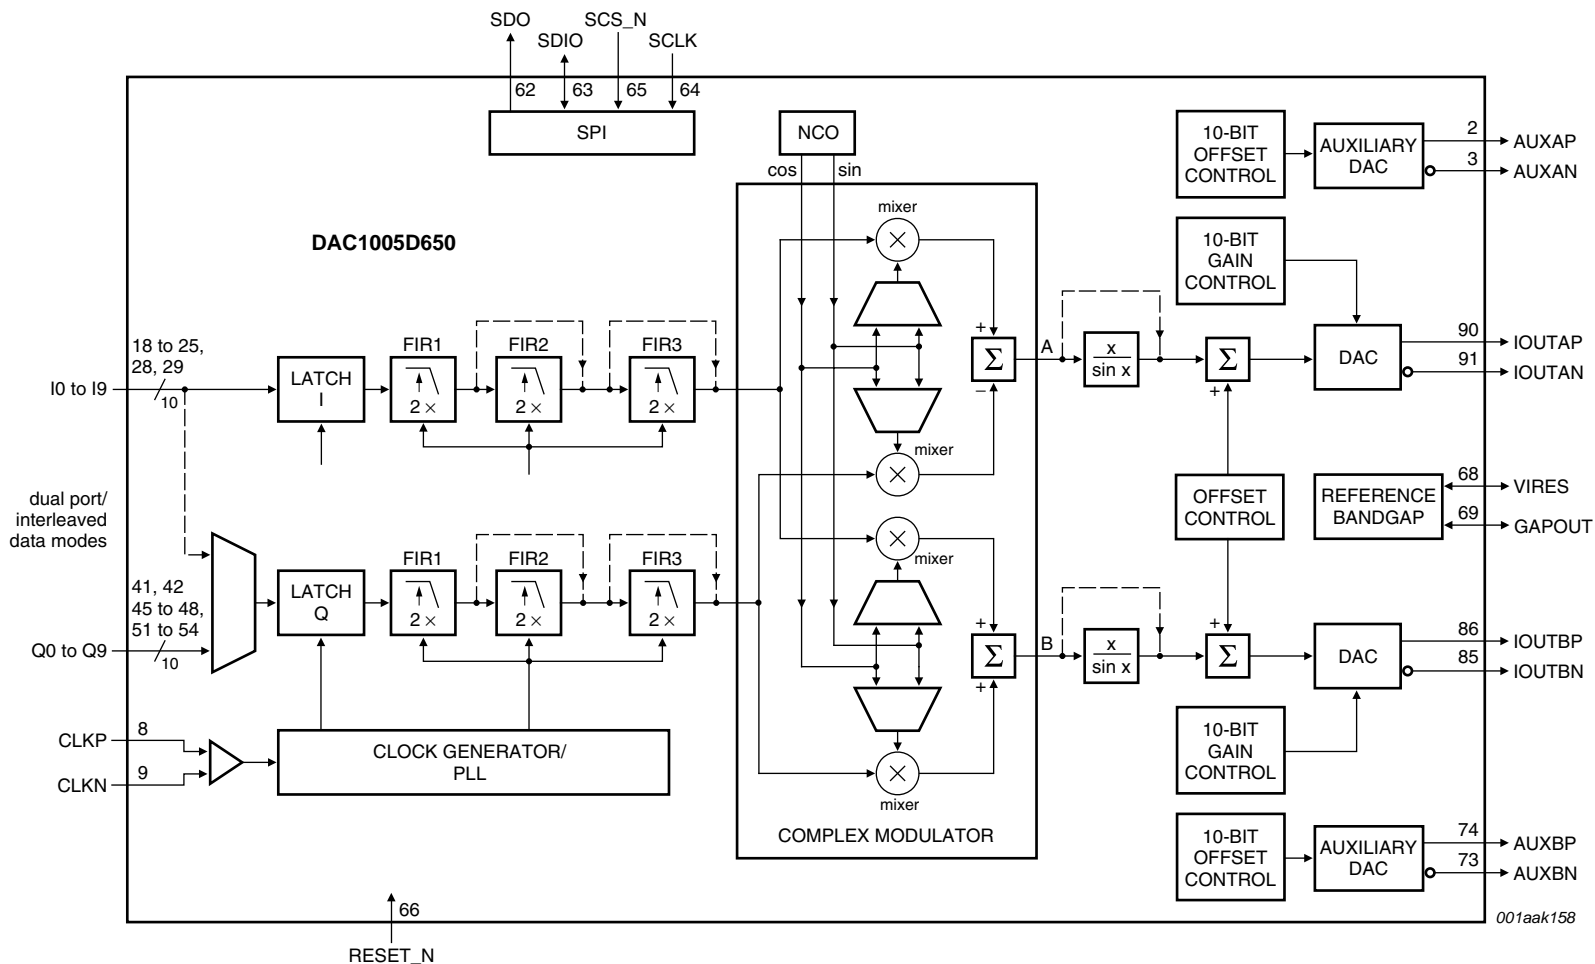 SDO
SDIO
SCS_N
SCLK
62
63
65
64
SPI
NCO
cos
sin
10-BIT
OFFSET
CONTROL
AUXILIARY
DAC
2
AUXAP
3
AUXAN
DAC1005D650
mixer
10-BIT
GAIN
CONTROL
18 to 25,
28, 29
I0 to I9
10
LATCH
I
FIR1
2 ×
FIR2
2 ×
FIR3
2 ×
+
Σ
−
A
x
sin x
Σ
+
DAC
90
IOUTAP
91
IOUTAN
mixer
dual port/
interleaved
data modes
OFFSET
CONTROL
REFERENCE
BANDGAP
68
VIRES
69
GAPOUT
mixer
41, 42
45 to 48,
51 to 54
Q0 to Q9
10
LATCH
Q
FIR1
2 ×
FIR2
2 ×
FIR3
2 ×
+
Σ
+
B
x
sin x
+
Σ
DAC
86
IOUTBP
85
IOUTBN
CLKP
8
CLKN
9
CLOCK GENERATOR/
PLL
mixer
10-BIT
GAIN
CONTROL
COMPLEX MODULATOR
10-BIT
OFFSET
CONTROL
AUXILIARY
DAC
74
AUXBP
73
AUXBN
66
RESET_N
001aak158